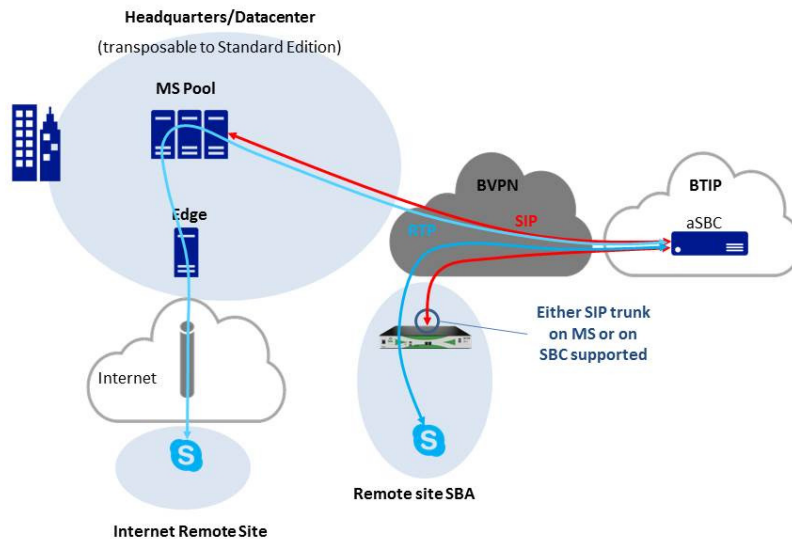 Headquarters/Datacenter
(transposable to Standard Edition)
MS Pool
BVPN
BTIP
aSBC
SIP
RTP
Edge
Either SIP trunk
on MS or on
SBC supported
Internet
Remote site SBA
Internet Remote Site